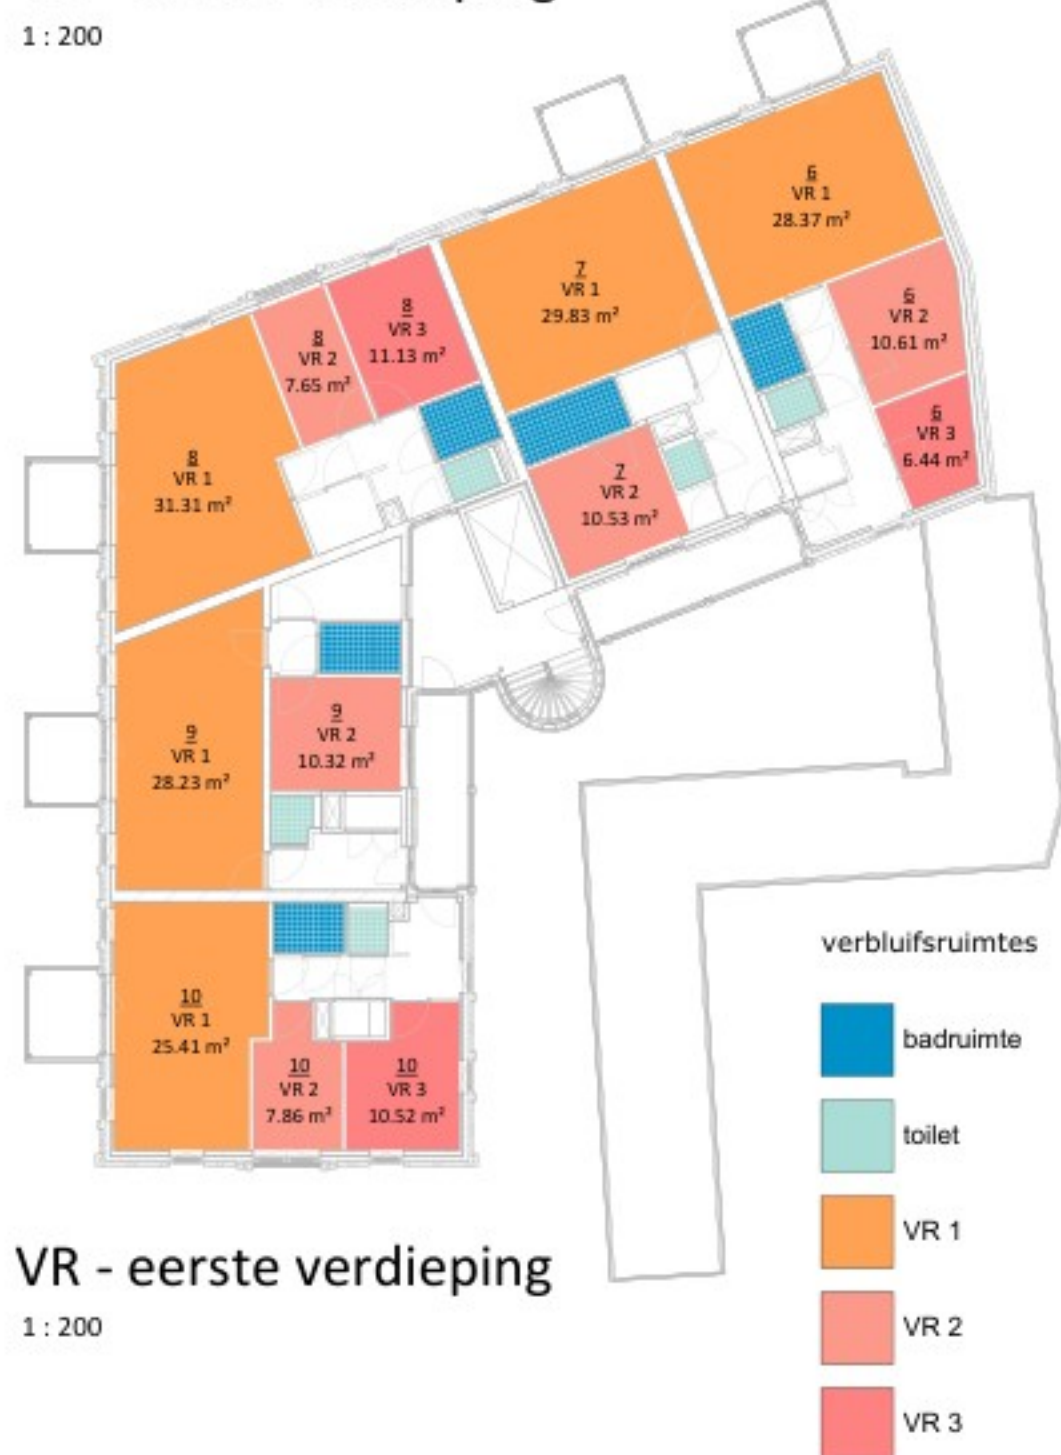 1 : 200
6
VR 1
28.37 m²
7
VR 1
29.83 m²
6
VR 2
10.61 m²
8
VR 3
11.13 m²
8
VR 2
7.65 m²
6
VR 3
6.44 m²
8
VR 1
31.31 m²
7
VR 2
10.53 m²
9
VR 1
28.23 m²
9
VR 2
10.32 m²
10
VR 1
25.41 m²
10
VR 2
7.86 m²
10
VR 3
10.52 m²
verbluifsruimtes
badruimte
toilet
VR 1
VR 2
VR 3
VR - eerste verdieping
1 : 200